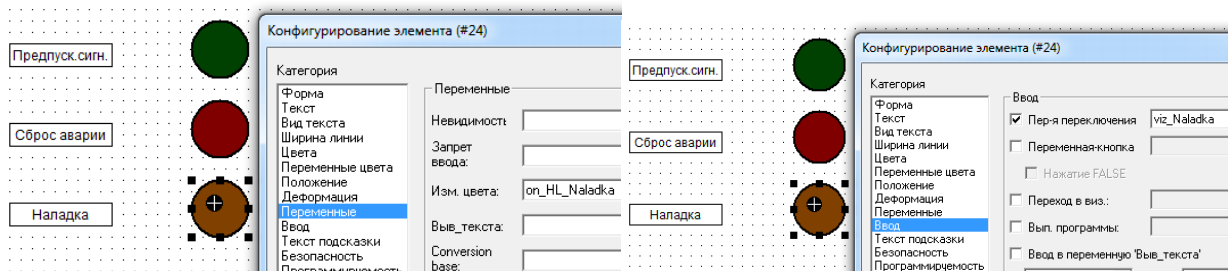 Конфигурирование элемента (#24)
Предпуск.сигн.
Сброс аварии
Наладка
Категория
Форма
Текст
Вид текста
Ширина линии
Цвета
Переменные цвета
Положение
Деформация
Переменные
Ввод
Текст подсказки
Безопасность
Программируемость
Переменные
Невидимость
Запрет
ввода:
Изм. цвета: on_HL_Naladka
Выв_текста:
Conversion
base:
Конфигурирование элемента (#24)
Предпуск.сигн.
Сброс аварии
Наладка
Категория
Форма
Текст
Вид текста
Ширина линии
Цвета
Переменные цвета
Положение
Деформация
Переменные
Ввод
Текст подсказки
Безопасность
Программируемость
Ввод
Пер-я переключения viz_Naladka
Переменная-кнопка
Нажатие FALSE
Переход в виз.:
Вып. программы:
Ввод в переменную 'Выв_текста'